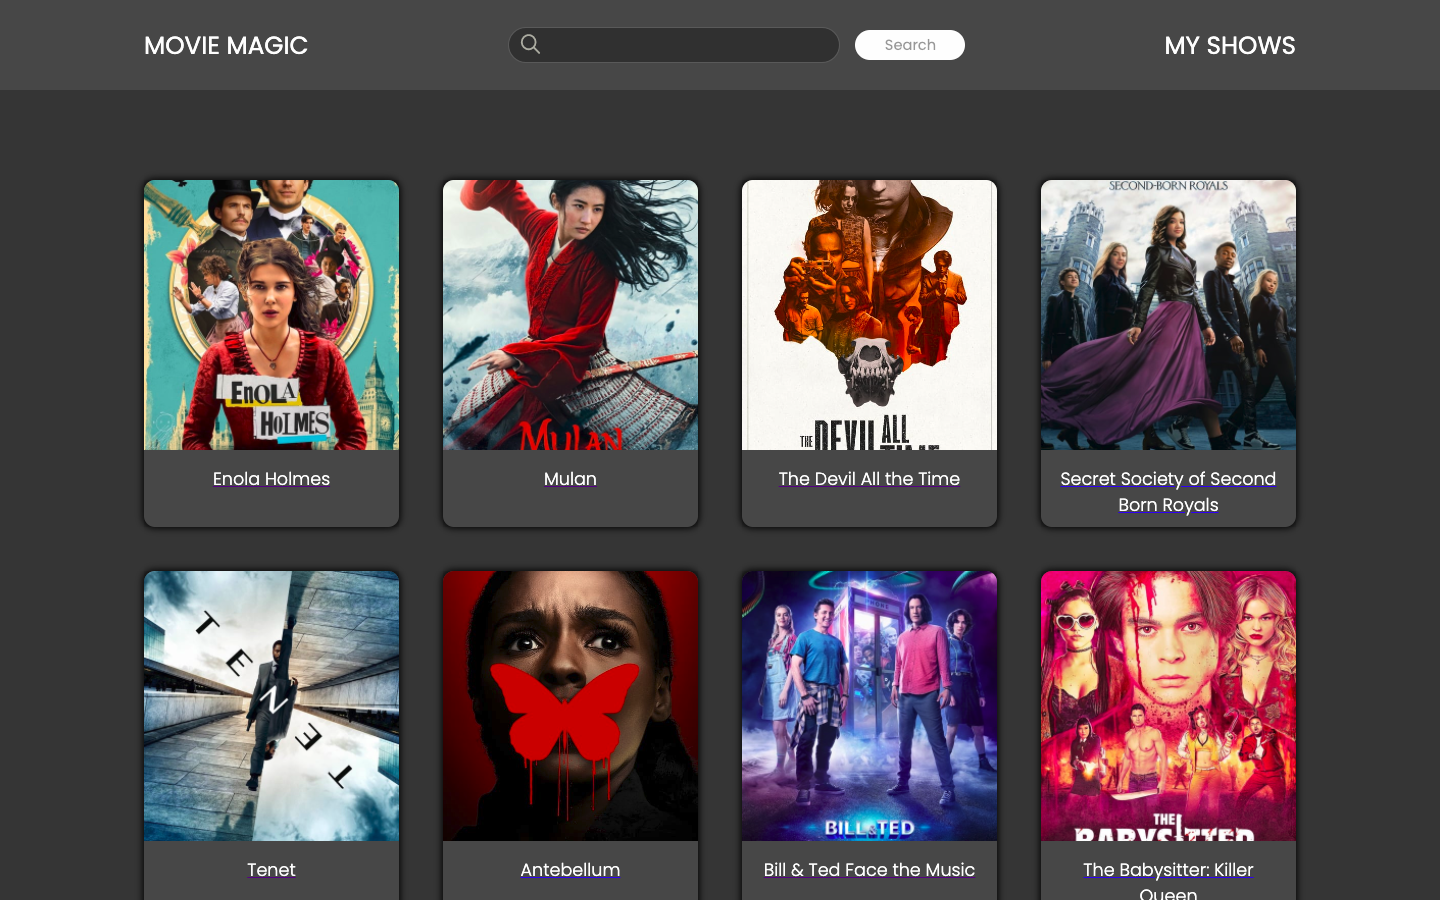 MOVIE MAGIC
Search
MY SHOWS
SECOND-BORN ROYALS
ENOLA
HOLMES
MULAN
THE DEVIL ALL
Enola Holmes
Mulan
The Devil All the Time
Secret Society of Second
Born Royals
TENET
BILL & TED
THE
Tenet
Antebellum
Bill & Ted Face the Music
The Babysitter: Killer
Queen